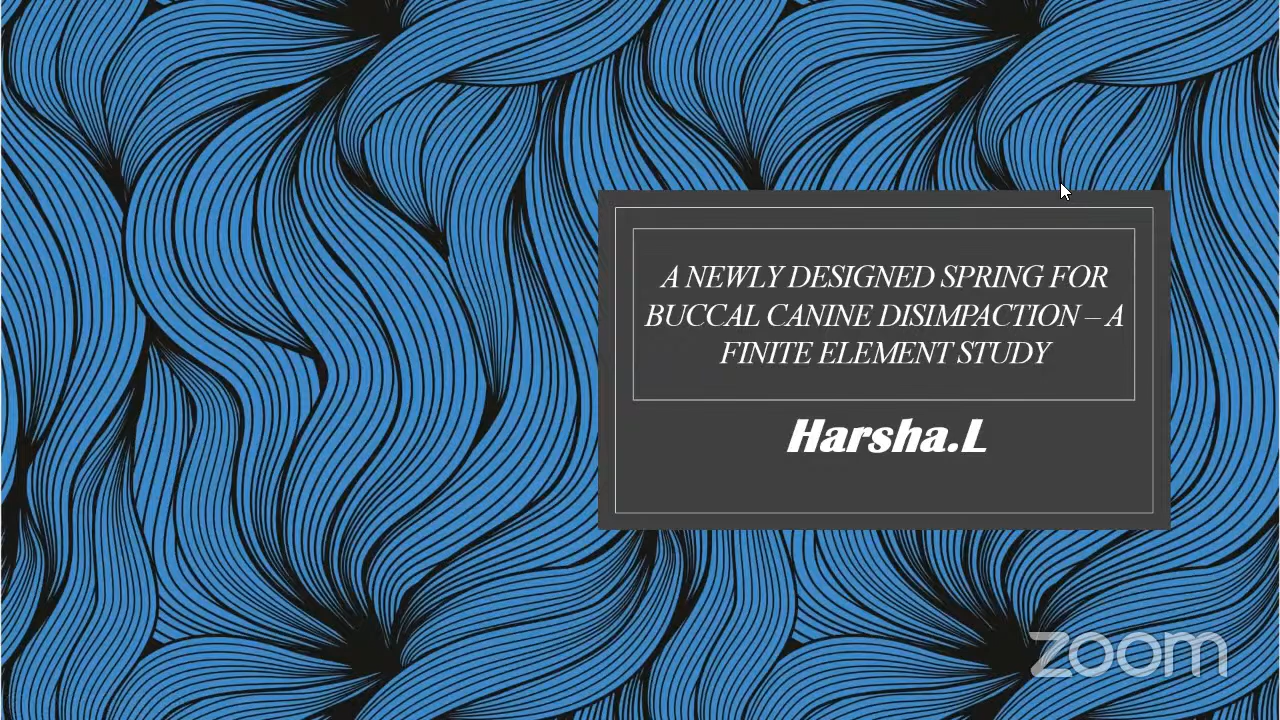 A NEWLY DESIGNED SPRING FOR
BUCCAL CANINE DISIMPACTION – A
FINITE ELEMENT STUDY
Harsha.L
zoom